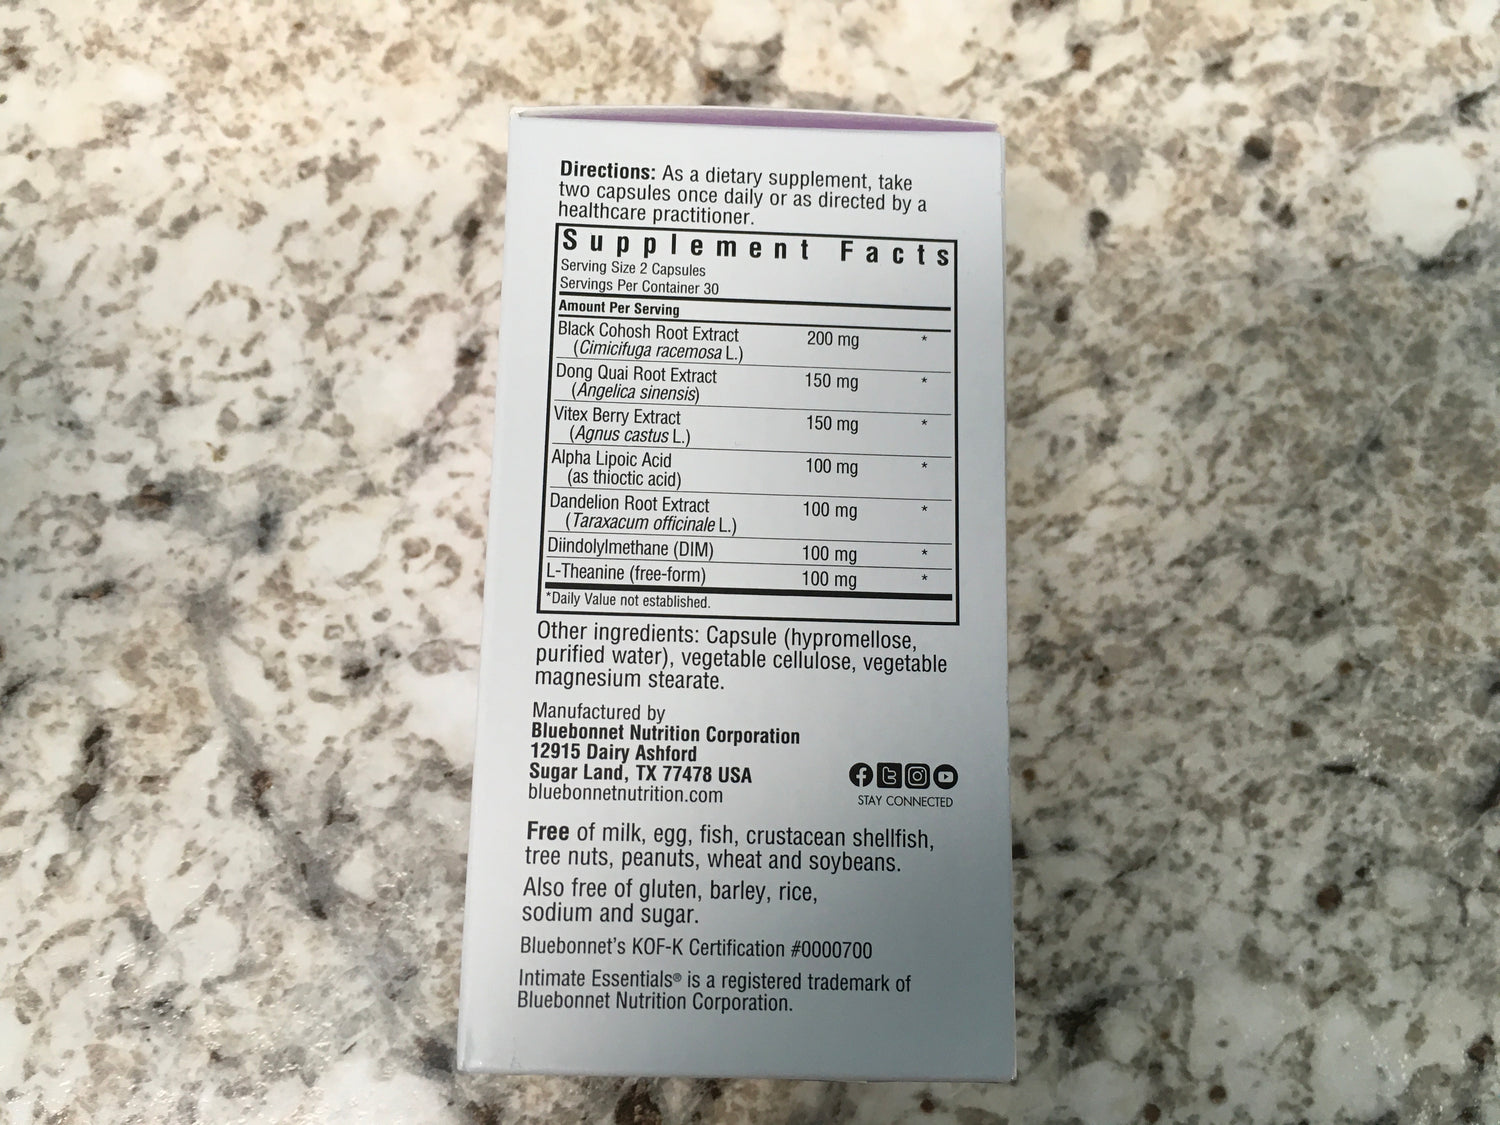 Directions: As a dietary supplement, take
two capsules once daily or as directed by a
healthcare practitioner.
Supplement Facts
Serving Size 2 Capsules
Servings Per Container 30
Amount Per Serving
Black Cohosh Root Extract 200 mg *
(Cimicifuga racemosa L.)
Dong Quai Root Extract 150 mg *
(Angelica sinensis)
Vitex Berry Extract 150 mg *
(Agnus castus L.)
Alpha Lipoic Acid 100 mg *
(as thioctic acid)
Dandelion Root Extract 100 mg *
(Taraxacum officinale L.)
Diindolylmethane (DIM) 100 mg *
L-Theanine (free-form) 100 mg *
*Daily Value not established.
Other ingredients: Capsule (hypromellose,
purified water), vegetable cellulose, vegetable
magnesium stearate.
Manufactured by
Bluebonnet Nutrition Corporation
12915 Dairy Ashford
Sugar Land, TX 77478 USA
bluebonnetnutrition.com
STAY CONNECTED
Free of milk, egg, fish, crustacean shellfish,
tree nuts, peanuts, wheat and soybeans.
Also free of gluten, barley, rice,
sodium and sugar.
Bluebonnet's KOF-K Certification #0000700
Intimate Essentials® is a registered trademark of
Bluebonnet Nutrition Corporation.